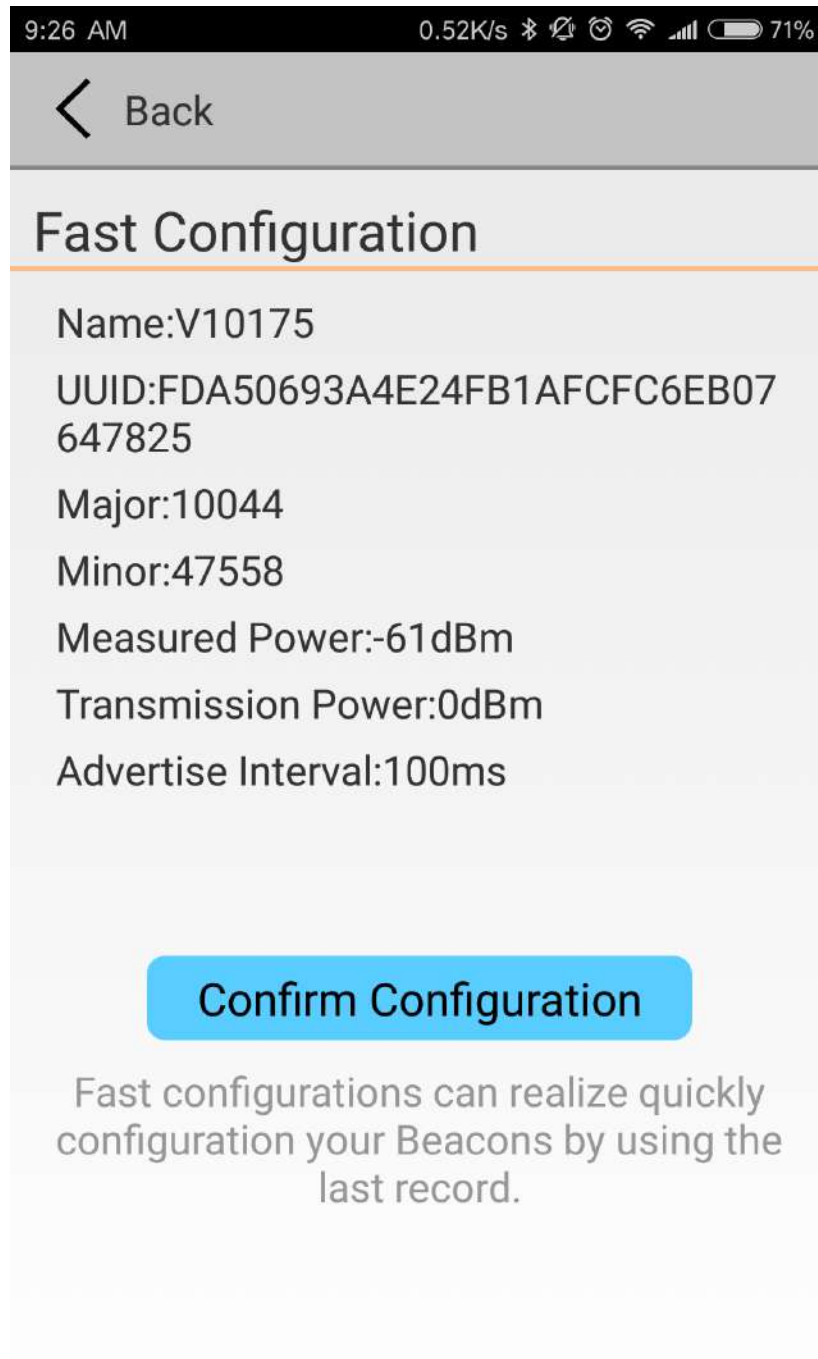 9:26 AM 0.52K/s 71%
Back
Fast Configuration
Name:V10175
UUID:FDA50693A4E24FB1AFCFC6EB07
647825
Major:10044
Minor:47558
Measured Power:-61dBm
Transmission Power:0dBm
Advertise Interval:100ms
Confirm Configuration
Fast configurations can realize quickly
configuration your Beacons by using the
last record.